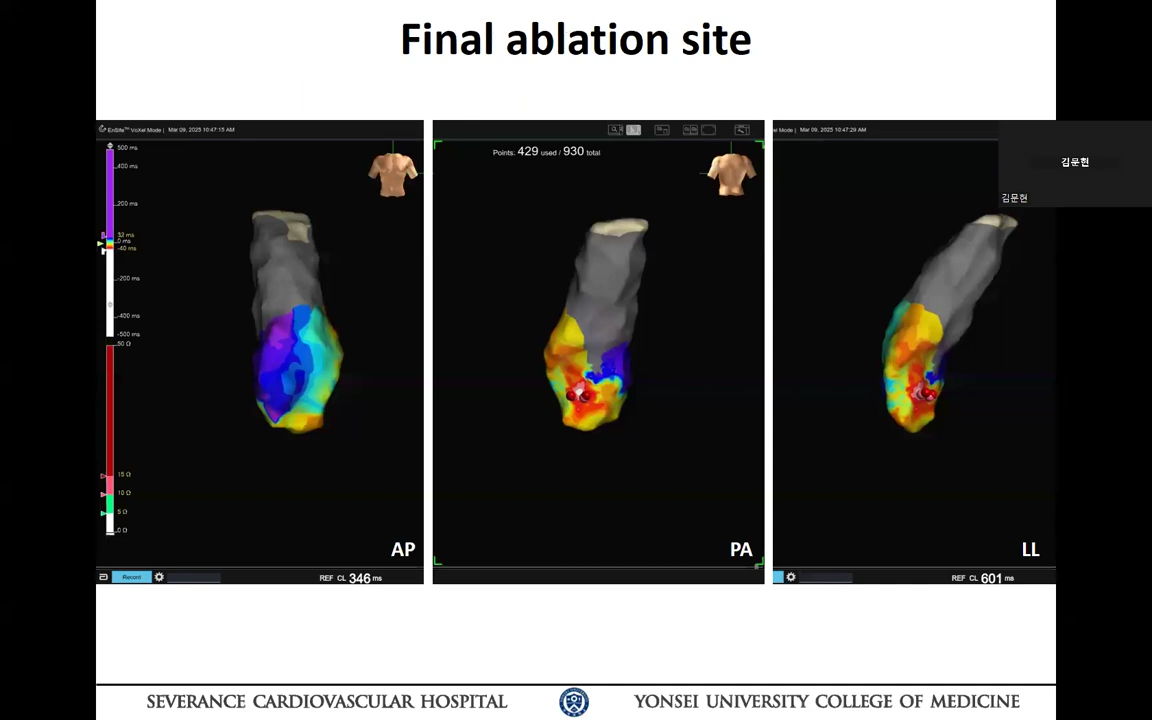 Final ablation site
EnSite™ VoXel Mode | Mar 09, 2025 10:47:15 AM
500 ms
400 ms
200 ms
32 ms
0 ms
-40 ms
-200 ms
-400 ms
-500 ms
50 Ω
15 Ω
10 Ω
5 Ω
0 Ω
AP
Record
REF CL 346 ms
Points: 429 used / 930 total
PA
el Mode | Mar 09, 2025 10:47:29 AM
김문현
김문현
LL
REF CL 601 ms
SEVERANCE CARDIOVASCULAR HOSPITAL
YONSEI UNIVERSITY COLLEGE OF MEDICINE